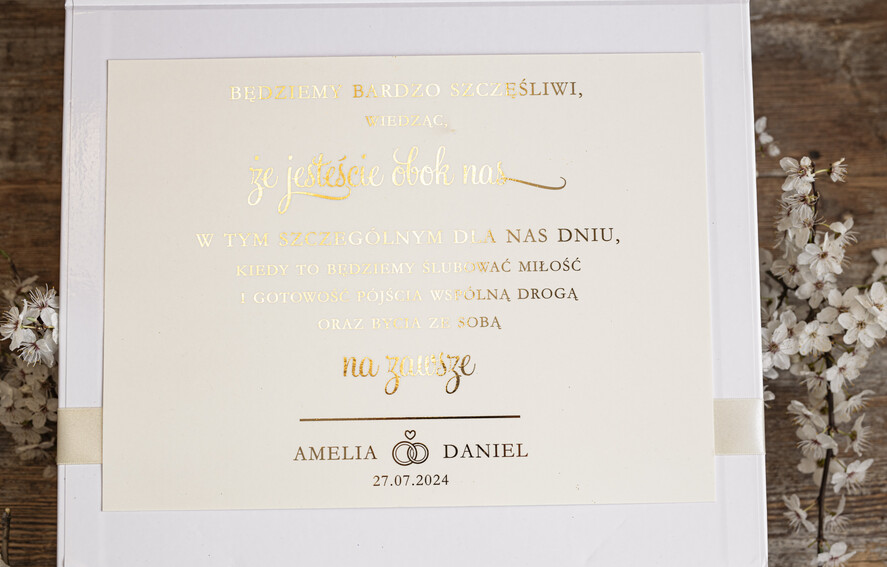 BĘDZIEMY BARDZO SZCZĘŚLIWI,
WIEDZĄC,
że jesteście obok nas
W TYM SZCZEGÓLNYM DLA NAS DNIU,
KIEDY TO BĘDZIEMY ŚLUBOWAĆ MIŁOŚĆ
I GOTOWOŚĆ PÓJŚCIA WSPÓLNĄ DROGĄ
ORAZ BYCIA ZE SOBĄ
na zawsze
AMELIA DANIEL
27.07.2024